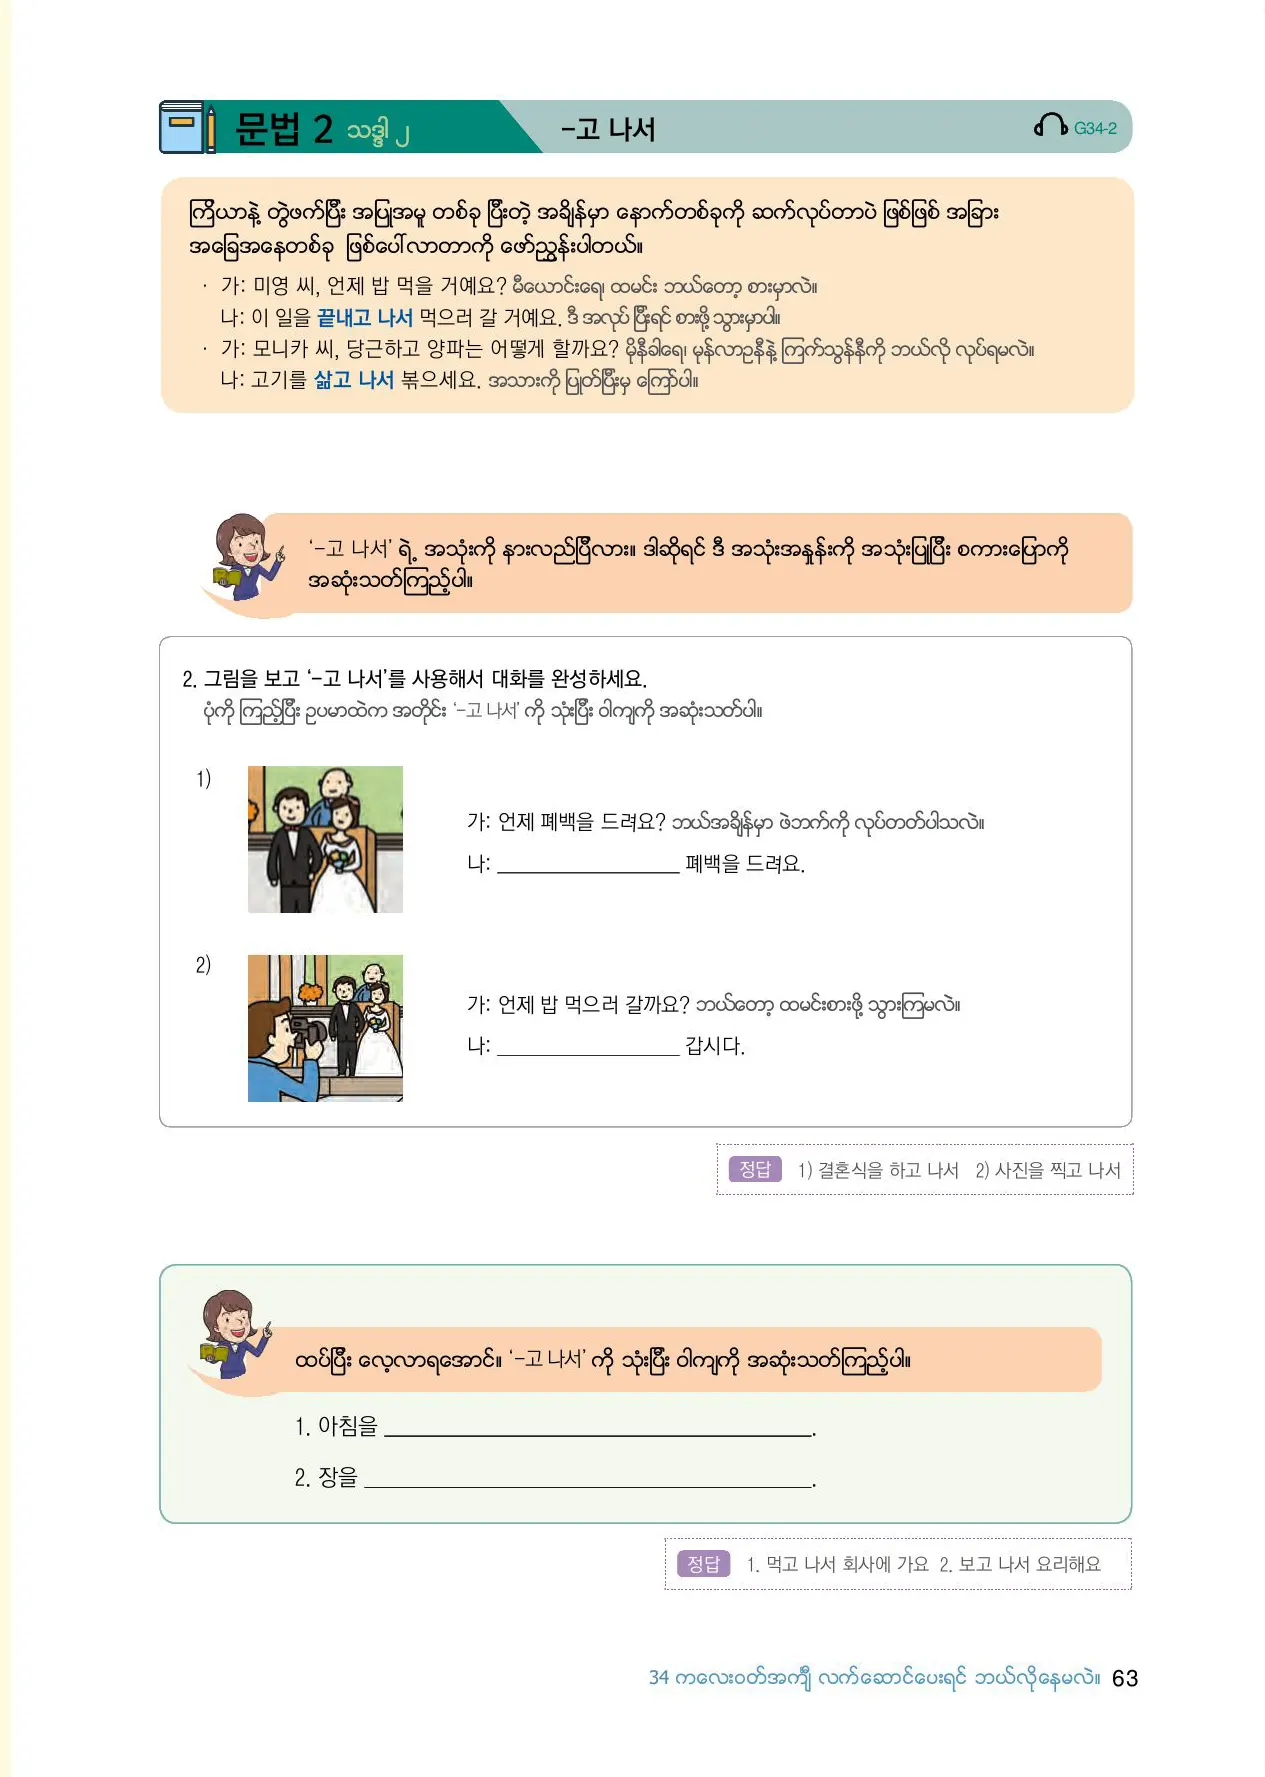 문법 2 သဒ္ဒါ ၂ -고 나서 G34-2
ကြိယာနဲ့ တွဲဖက်ပြီး အပြုအမူ တစ်ခု ပြီးတဲ့ အချိန်မှာ နောက်တစ်ခုကို ဆက်လုပ်တာပဲ ဖြစ်ဖြစ် အခြား
အခြေအနေတစ်ခု ဖြစ်ပေါ်လာတာကို ဖော်ညွှန်းပါတယ်။
· 가: 미영 씨, 언제 밥 먹을 거예요? မီယောင်းရေ၊ ထမင်း ဘယ်တော့ စားမှာလဲ။
나: 이 일을 끝내고 나서 먹으러 갈 거예요. ဒီ အလုပ် ပြီးရင် စားဖို့ သွားမှာပါ။
· 가: 모니카 씨, 당근하고 양파는 어떻게 할까요? မိုနီခါရေ၊ မုန်လာဥနီနဲ့ ကြက်သွန်နီကို ဘယ်လို လုပ်ရမလဲ။
나: 고기를 삶고 나서 볶으세요. အသားကို ပြုတ်ပြီးမှ ကြော်ပါ။
‘-고 나서’ ရဲ့ အသုံးကို နားလည်ပြီလား။ ဒါဆိုရင် ဒီ အသုံးအနှုန်းကို အသုံးပြုပြီး စကားပြောကို
အဆုံးသတ်ကြည့်ပါ။
2. 그림을 보고 ‘-고 나서’를 사용해서 대화를 완성하세요.
ပုံကို ကြည့်ပြီး ဥပမာထဲက အတိုင်း ‘-고 나서’ ကို သုံးပြီး ဝါကျကို အဆုံးသတ်ပါ။
1)
가: 언제 폐백을 드려요? ဘယ်အချိန်မှာ ဖဲဘက်ကို လုပ်တတ်ပါသလဲ။
나: __________________ 폐백을 드려요.
2)
가: 언제 밥 먹으러 갈까요? ဘယ်တော့ ထမင်းစားဖို့ သွားကြမလဲ။
나: __________________ 갑시다.
정답 1) 결혼식을 하고 나서 2) 사진을 찍고 나서
ထပ်ပြီး လေ့လာရအောင်။ ‘-고 나서’ ကို သုံးပြီး ဝါကျကို အဆုံးသတ်ကြည့်ပါ။
1. 아침을 __________________.
2. 장을 __________________.
정답 1. 먹고 나서 회사에 가요 2. 보고 나서 요리해요
34 ကလေးဝတ်အင်္ကျီ လက်ဆောင်ပေးရင် ဘယ်လိုနေမလဲ။ 63